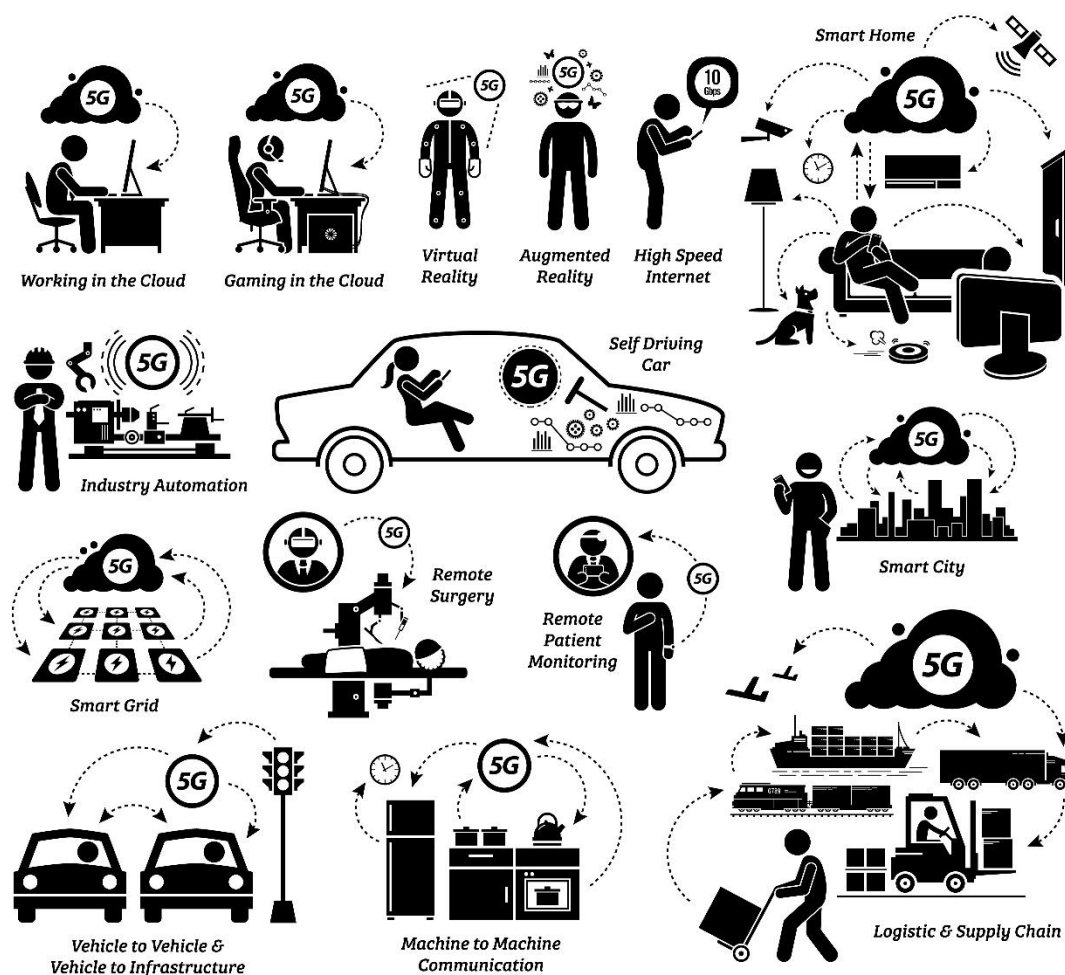 5G
Working in the Cloud
5G
Gaming in the Cloud
5G
Virtual
Reality
5G
Augmented
Reality
10
Gbps
High Speed
Internet
Smart Home
5G
5G
Industry Automation
5G
Self Driving
Car
5G
Smart City
5G
Smart Grid
5G
Remote
Surgery
5G
Remote
Patient
Monitoring
5G
Vehicle to Vehicle &
Vehicle to Infrastructure
5G
Machine to Machine
Communication
5G
Logistic & Supply Chain